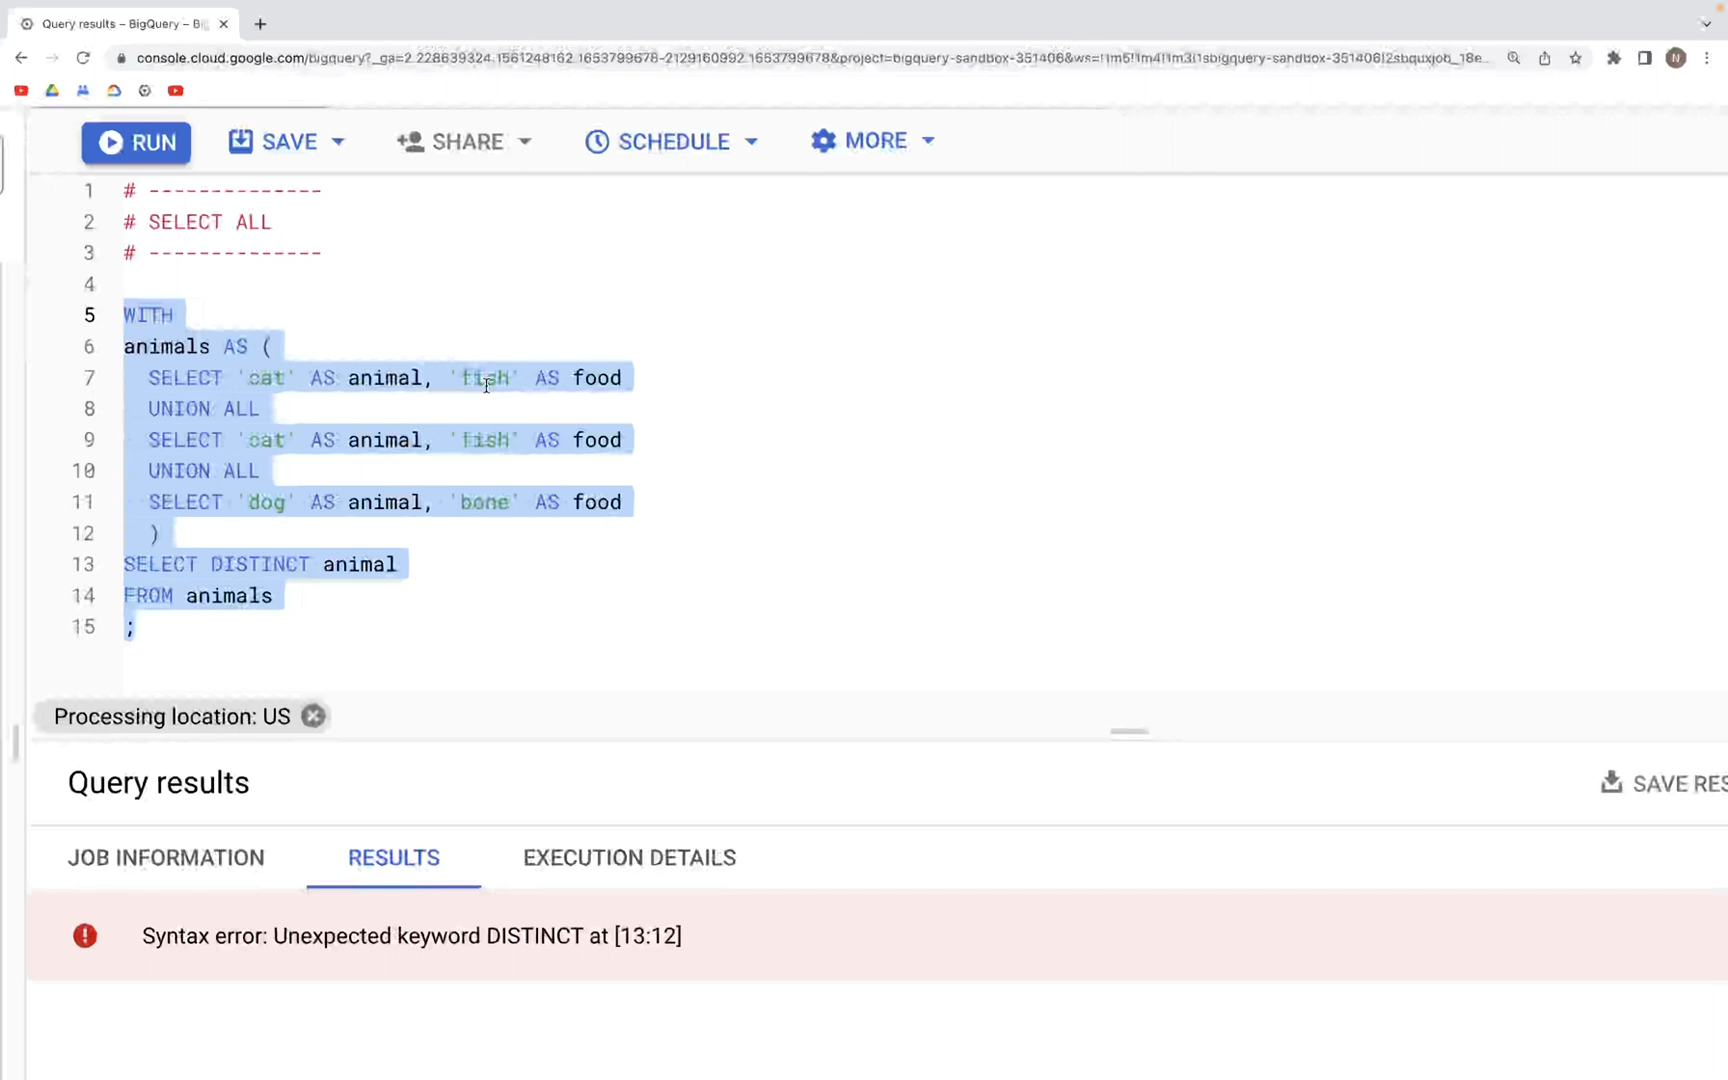 Query results – BigQuery – Bi
console.cloud.google.com/bigquery?_ga=2.228639324.1561248162.1653799678-2129160992.1653799678&project=bigquery-sandbox-351406&ws=!1m5!1m4!1m3!1sbigquery-sandbox-351406!2sbquxjob_18e...
N
RUN SAVE SHARE SCHEDULE MORE
1 # --------------
2 # SELECT ALL
3 # --------------
4
5 WITH
6 animals AS (
7 SELECT 'cat' AS animal, 'fish' AS food
8 UNION ALL
9 SELECT 'cat' AS animal, 'fish' AS food
10 UNION ALL
11 SELECT 'dog' AS animal, 'bone' AS food
12 )
13 SELECT DISTINCT animal
14 FROM animals
15 ;
Processing location: US
Query results
SAVE RES
JOB INFORMATION RESULTS EXECUTION DETAILS
Syntax error: Unexpected keyword DISTINCT at [13:12]